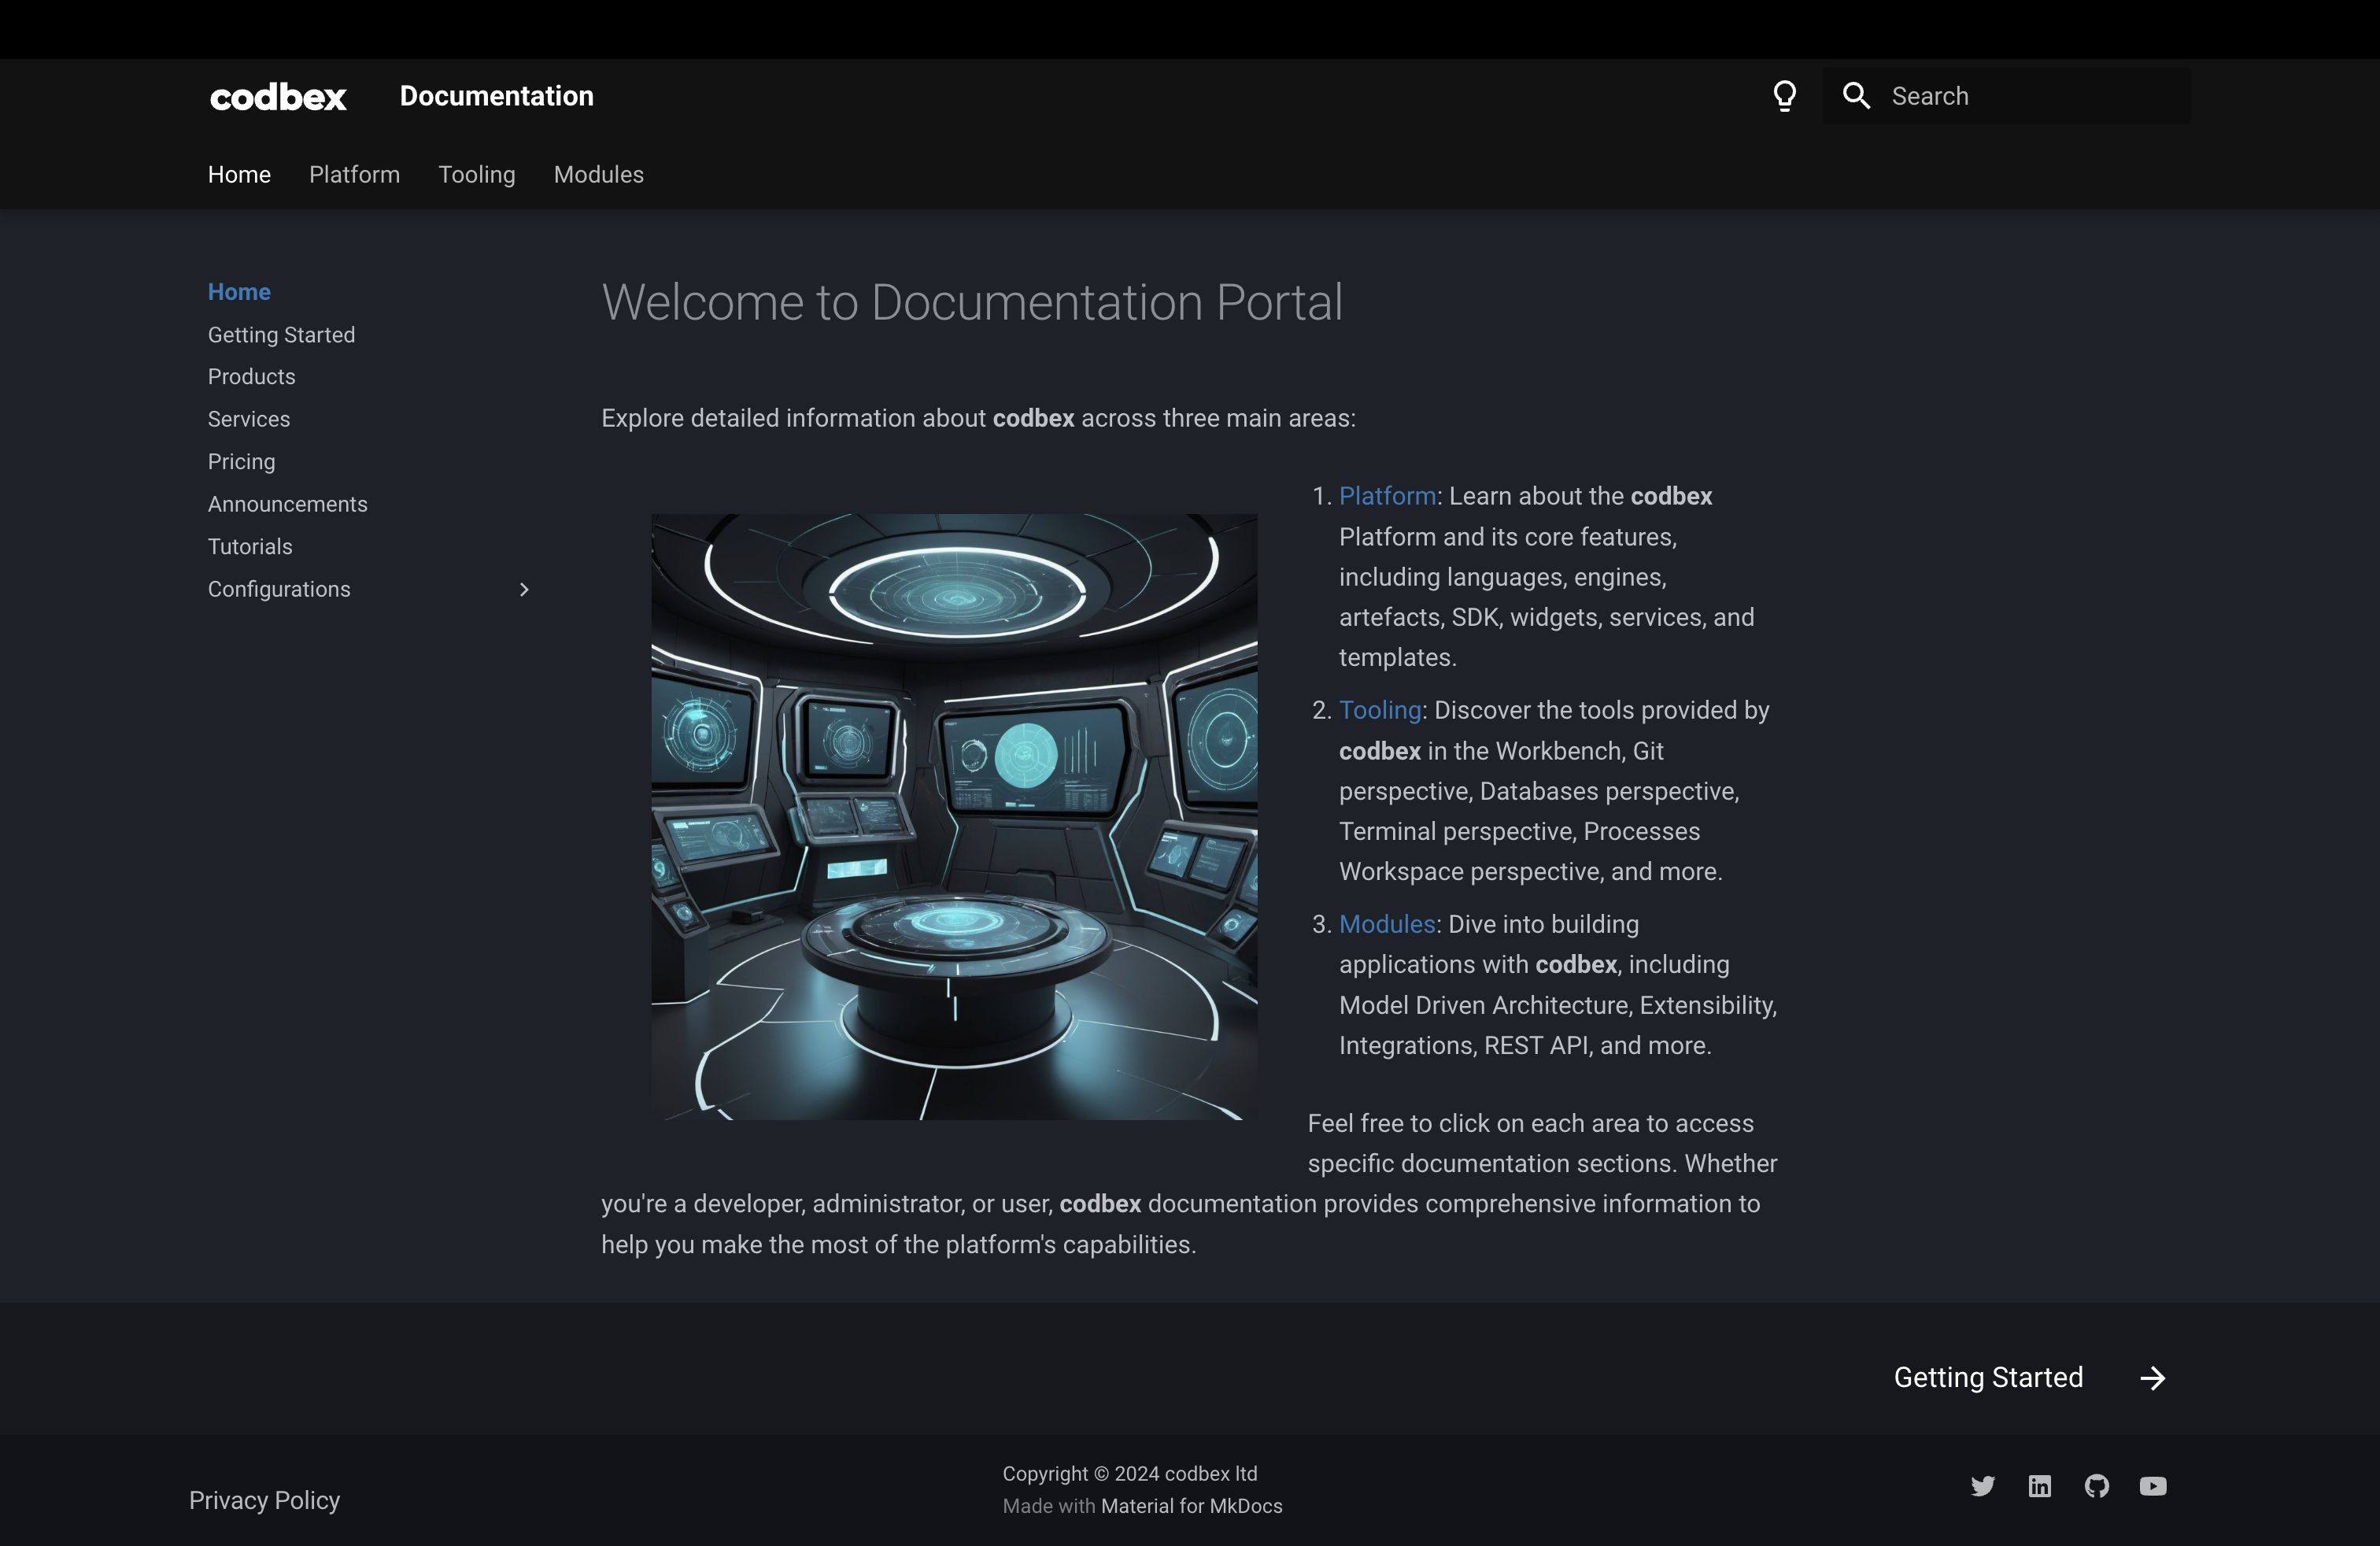 codbex
Documentation
Search
Home
Platform
Tooling
Modules
Home
Getting Started
Products
Services
Pricing
Announcements
Tutorials
Configurations
Welcome to Documentation Portal
Explore detailed information about codbex across three main areas:
1. Platform: Learn about the codbex
Platform and its core features,
including languages, engines,
artefacts, SDK, widgets, services, and
templates.
2. Tooling: Discover the tools provided by
codbex in the Workbench, Git
perspective, Databases perspective,
Terminal perspective, Processes
Workspace perspective, and more.
3. Modules: Dive into building
applications with codbex, including
Model Driven Architecture, Extensibility,
Integrations, REST API, and more.
Feel free to click on each area to access
specific documentation sections. Whether
you're a developer, administrator, or user, codbex documentation provides comprehensive information to
help you make the most of the platform's capabilities.
Getting Started
Privacy Policy
Copyright © 2024 codbex ltd
Made with Material for MkDocs